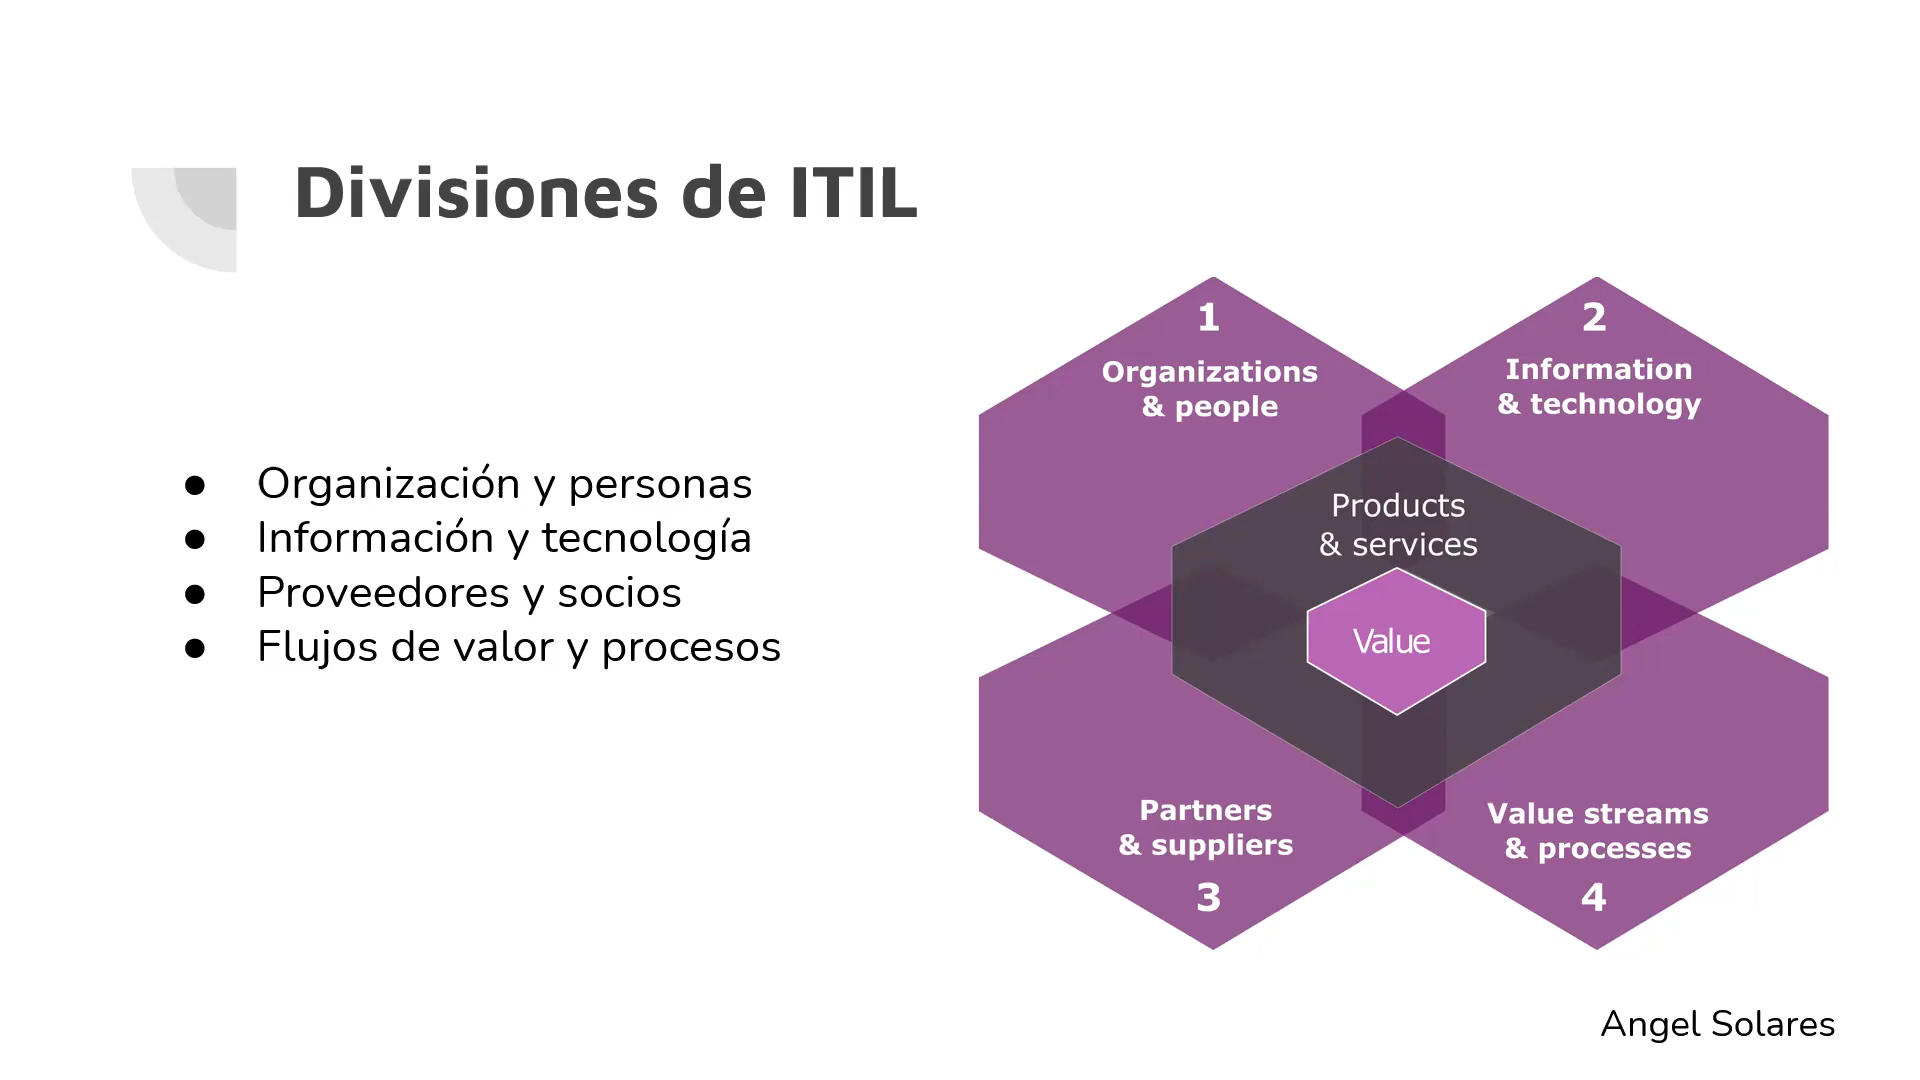 Divisiones de ITIL
● Organización y personas
● Información y tecnología
● Proveedores y socios
● Flujos de valor y procesos
1
Organizations
& people
2
Information
& technology
Products
& services
Value
Partners
& suppliers
3
Value streams
& processes
4
Angel Solares